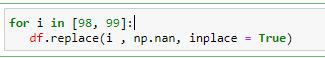 for i in [98, 99]:
    df.replace(i , np.nan, inplace = True)